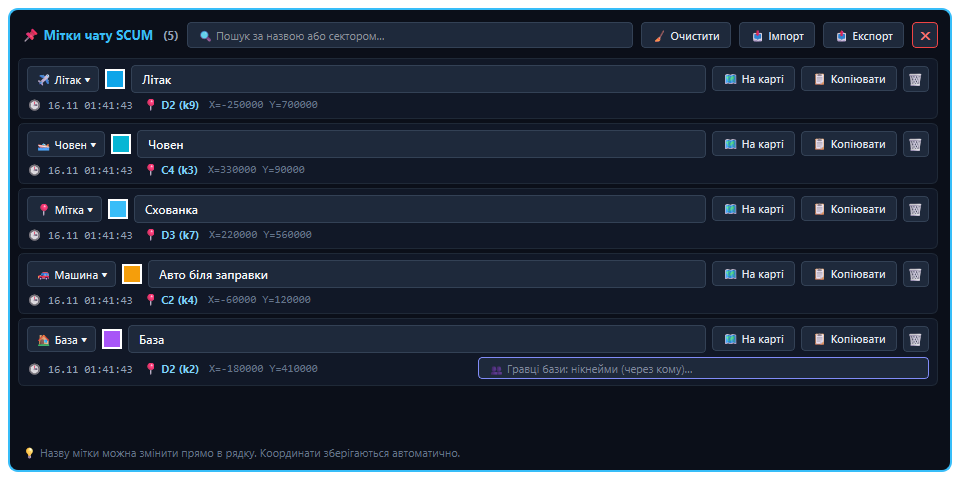 Мітки чату SCUM (5) Пошук за назвою або сектором... Очистити Імпорт Експорт ✕
Літак ▾ Літак На карті Копіювати
16.11 01:41:43 D2 (k9) X=-250000 Y=700000
Човен ▾ Човен На карті Копіювати
16.11 01:41:43 C4 (k3) X=330000 Y=90000
Мітка ▾ Схованка На карті Копіювати
16.11 01:41:43 D3 (k7) X=220000 Y=560000
Машина ▾ Авто біля заправки На карті Копіювати
16.11 01:41:43 C2 (k4) X=-60000 Y=120000
База ▾ База На карті Копіювати
16.11 01:41:43 D2 (k2) X=-180000 Y=410000 Гравці бази: нікнейми (через кому)...
Назву мітки можна змінити прямо в рядку. Координати зберігаються автоматично.